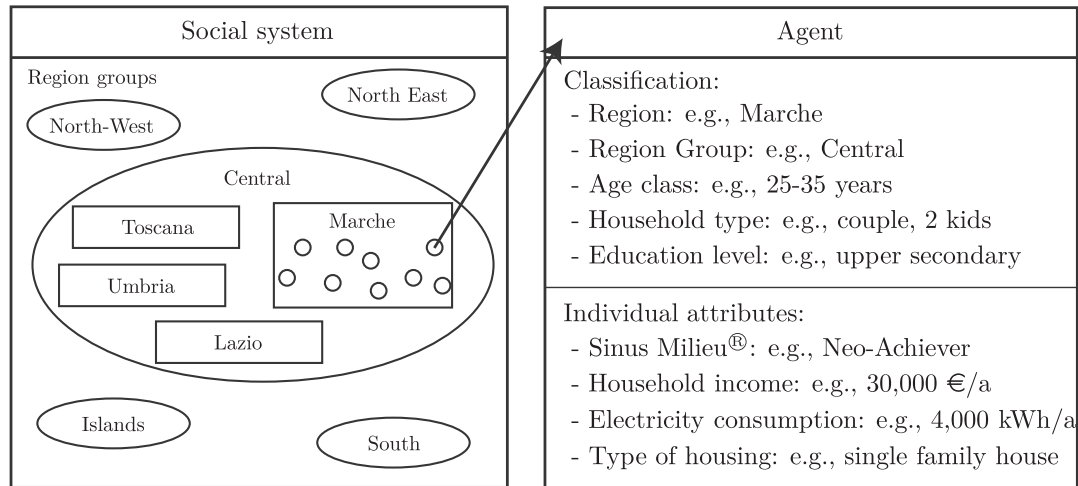 Social system
Region groups
North East
North-West
Central
Toscana
Marche
Umbria
Lazio
Islands
South
Agent
Classification:
- Region: e.g., Marche
- Region Group: e.g., Central
- Age class: e.g., 25-35 years
- Household type: e.g., couple, 2 kids
- Education level: e.g., upper secondary
Individual attributes:
- Sinus Milieu®: e.g., Neo-Achiever
- Household income: e.g., 30,000 €/a
- Electricity consumption: e.g., 4,000 kWh/a
- Type of housing: e.g., single family house